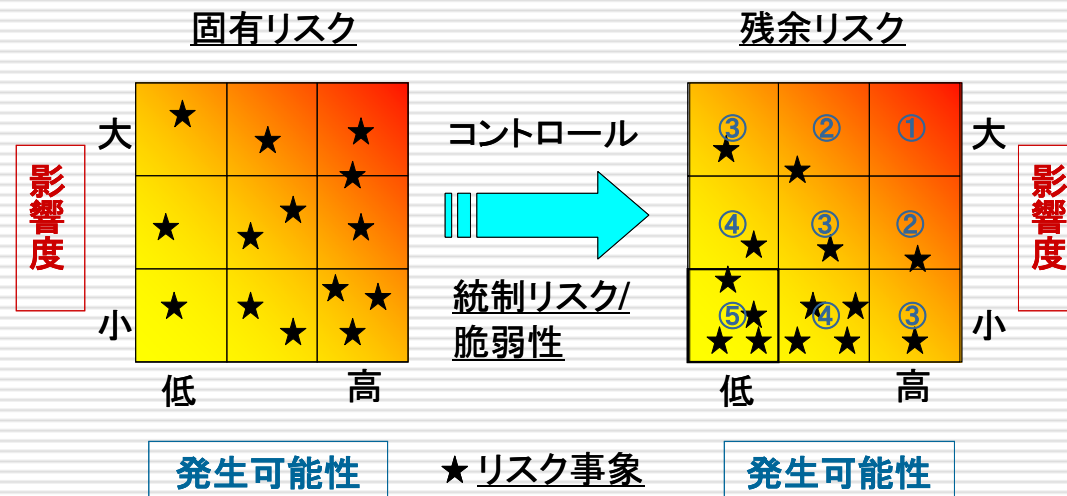 固有リスク
残余リスク
大
小
影響度
低
高
発生可能性
コントロール
統制リスク/
脆弱性
★リスク事象
③
②
①
④
③
②
⑤
④
③
大
小
影響度
低
高
発生可能性